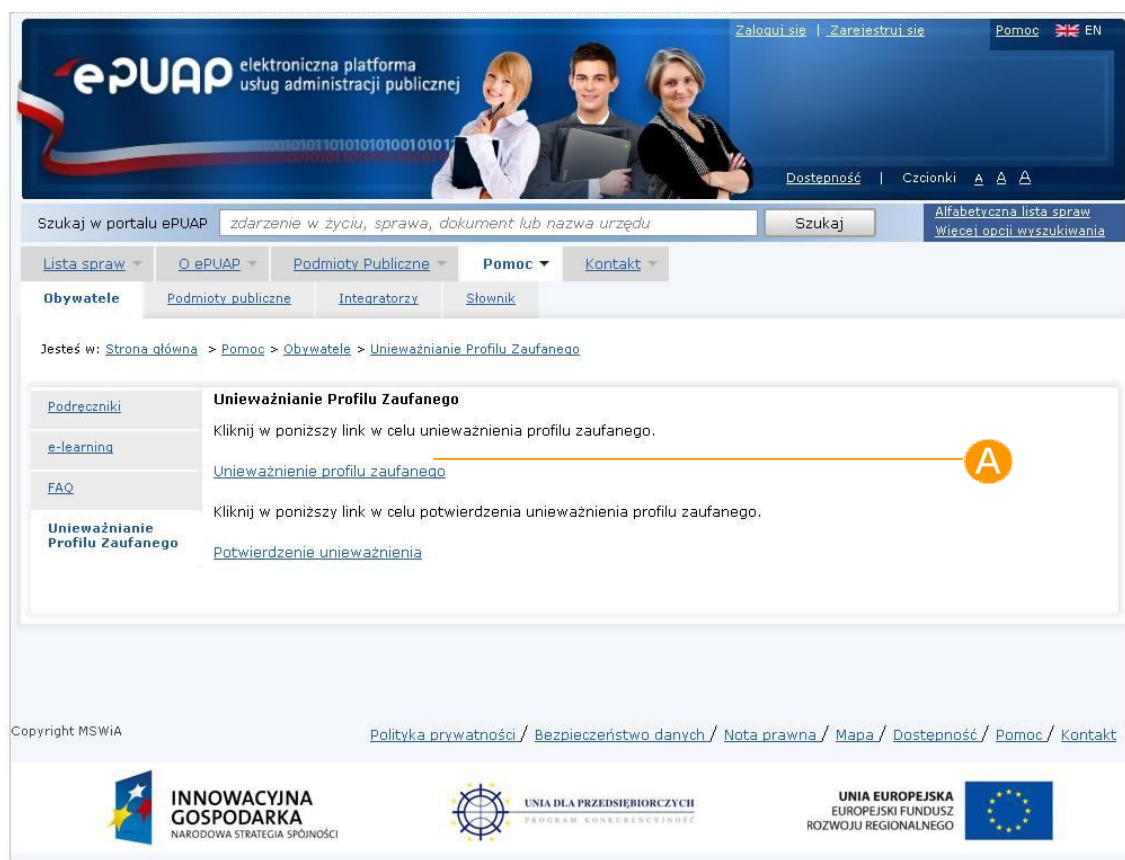 Zaloguj się | Zarejestruj się Pomoc EN
ePUAP elektroniczna platforma
usług administracji publicznej
Dostępność | Czcionki A A A
Szukaj w portalu ePUAP zdarzenie w życiu, sprawa, dokument lub nazwa urzędu Szukaj
Alfabetyczna lista spraw
Więcej opcji wyszukiwania
Lista spraw O ePUAP Podmioty Publiczne Pomoc Kontakt
Obywatele Podmioty publiczne Integratorzy Słownik
Jesteś w: Strona główna > Pomoc > Obywatele > Unieważnianie Profilu Zaufanego
Podręczniki
e-learning
FAQ
Unieważnianie
Profilu Zaufanego
Unieważnianie Profilu Zaufanego
Kliknij w poniższy link w celu unieważnienia profilu zaufanego.
A
Unieważnienie profilu zaufanego
Kliknij w poniższy link w celu potwierdzenia unieważnienia profilu zaufanego.
Potwierdzenie unieważnienia
Copyright MSWiA
Polityka prywatności / Bezpieczeństwo danych / Nota prawna / Mapa / Dostępność / Pomoc / Kontakt
INNOWACYJNA
GOSPODARKA
NARODOWA STRATEGIA SPÓJNOŚCI
UNIA DLA PRZEDSIĘBIORCZYCH
PROGRAM KONKURENCYJNOŚĆ
UNIA EUROPEJSKA
EUROPEJSKI FUNDUSZ
ROZWOJU REGIONALNEGO